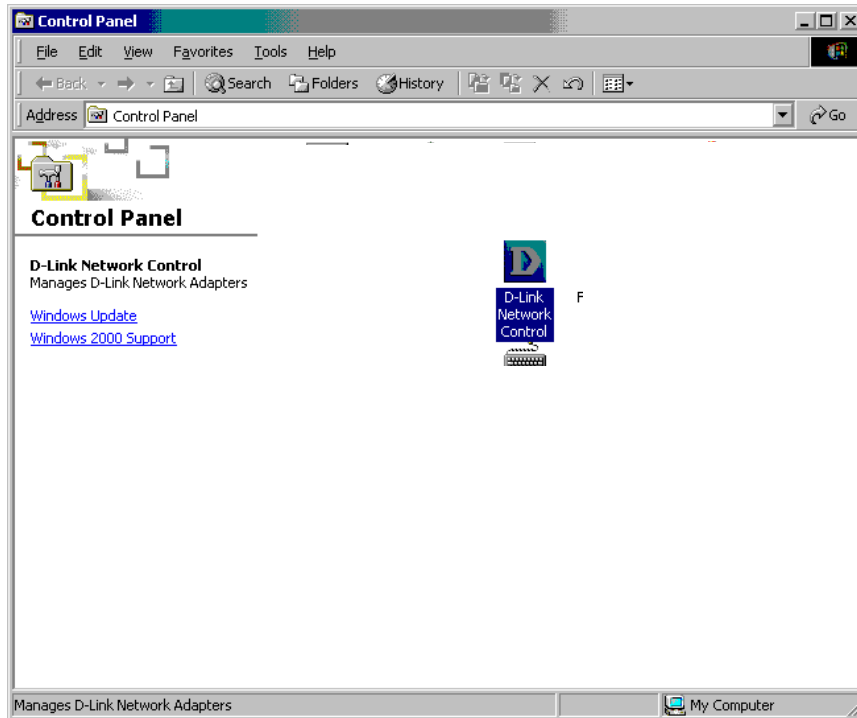 Control Panel
File Edit View Favorites Tools Help
Back Search Folders History
Address Control Panel Go
Control Panel
D-Link Network Control
Manages D-Link Network Adapters
Windows Update
Windows 2000 Support
D
D-Link
Network
Control
F
Manages D-Link Network Adapters My Computer